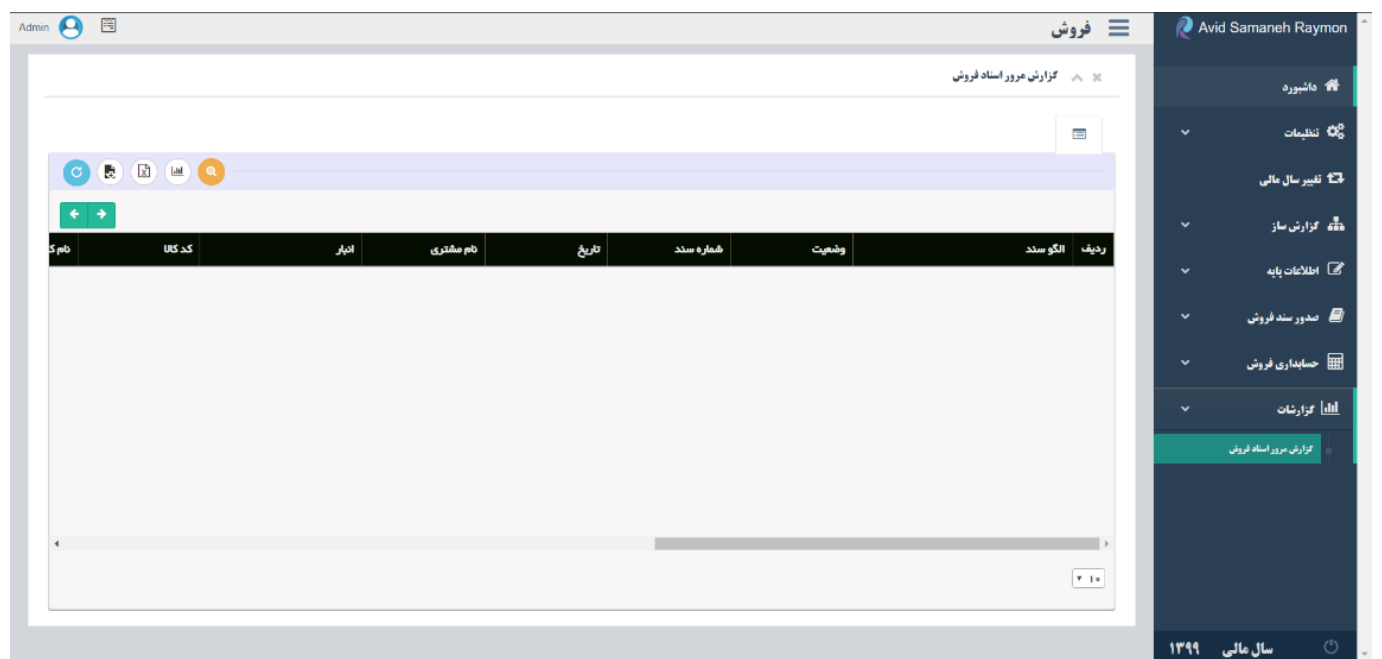 Avid Samaneh Raymon
فروش
Admin
داشبورد
تنظیمات
تغییر سال مالی
گزارش ساز
اطلاعات پایه
صدور سند فروش
حسابداری فروش
گزارشات
گزارش مرور اسناد فروش
سال مالی ۱۳۹۹
گزارش مرور اسناد فروش
ردیف الگو سند وضعیت شماره سند تاریخ نام مشتری انبار کد کالا نام ک
۱۰